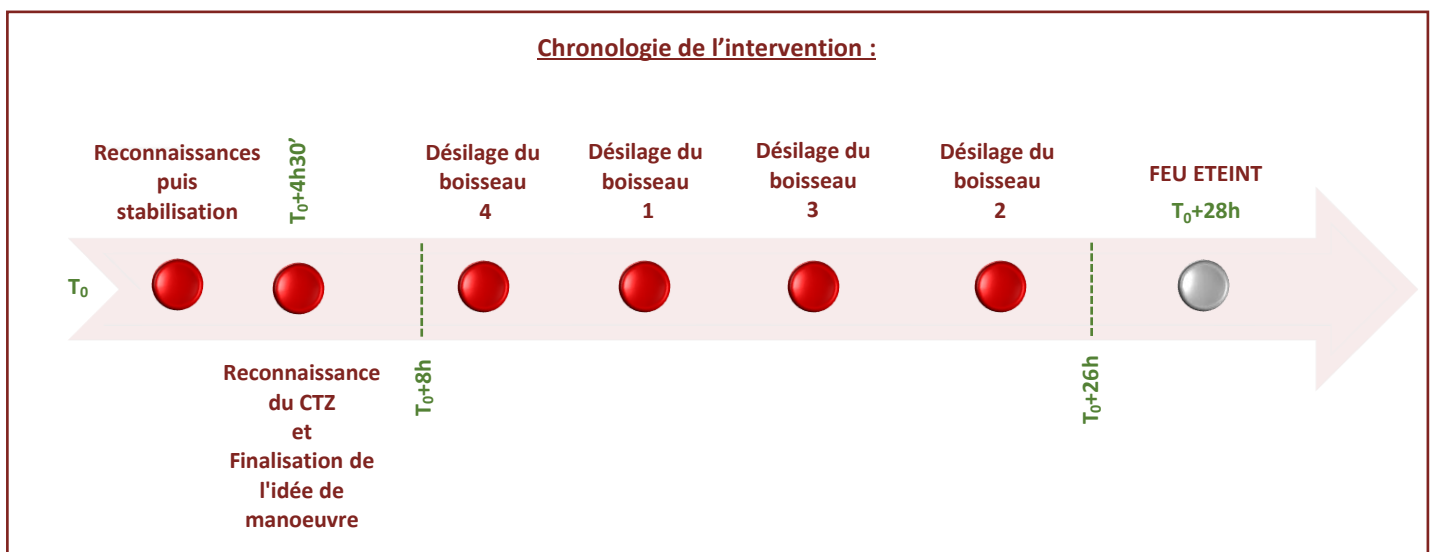 Chronologie de l’intervention :
Reconnaissances
puis
stabilisation
T₀+4h30’
Désilage du
boisseau
4
Désilage du
boisseau
1
Désilage du
boisseau
3
Désilage du
boisseau
2
FEU ETEINT
T₀+28h
T₀
Reconnaissance
du CTZ
et
Finalisation de
l'idée de
manoeuvre
T₀+8h
T₀+26h